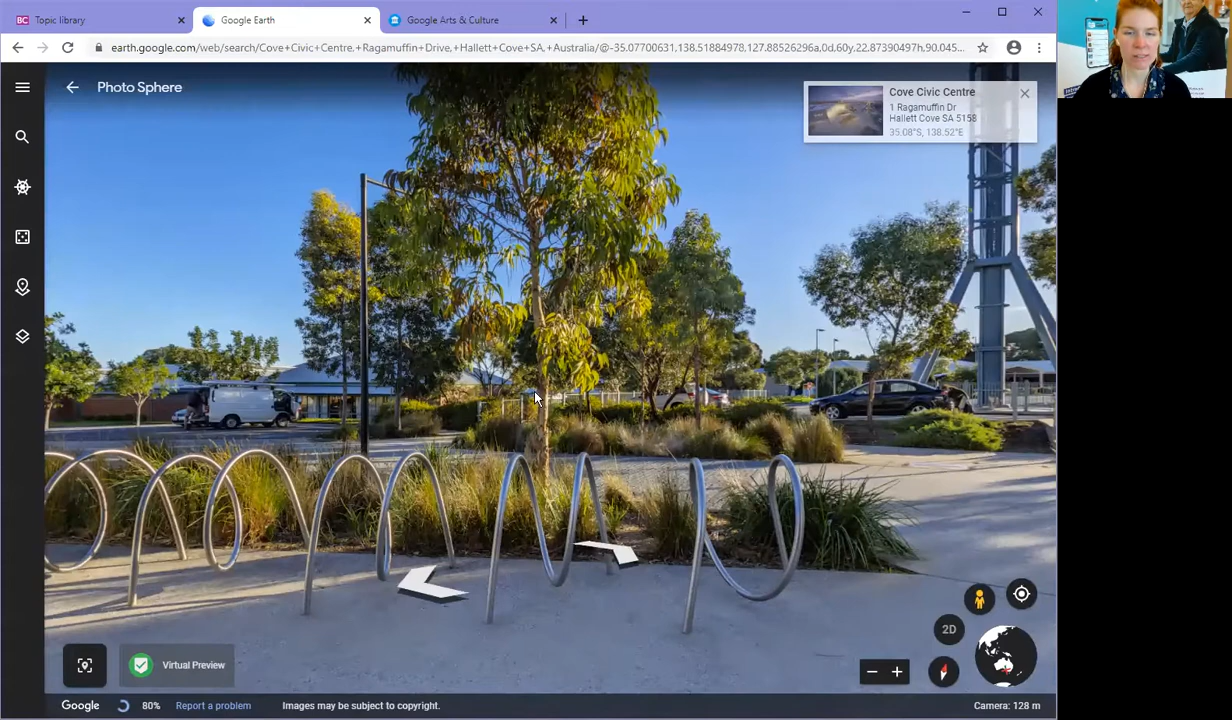 BC Topic library
Google Earth
Google Arts & Culture
earth.google.com/web/search/Cove+Civic+Centre,+Ragamuffin+Drive,+Hallett+Cove+SA,+Australia/@-35.07700631,138.51884978,127.88526296a,0d,60y,22.87390497h,90.045...
Photo Sphere
Cove Civic Centre
1 Ragamuffin Dr
Hallett Cove SA 5158
35.08°S, 138.52°E
2D
Virtual Preview
Google
80%
Report a problem
Images may be subject to copyright.
Camera: 128 m